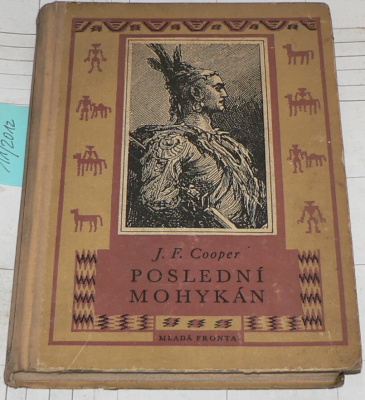 J. F. Cooper
POSLEDNÍ
MOHYKÁN
MLADÁ FRONTA